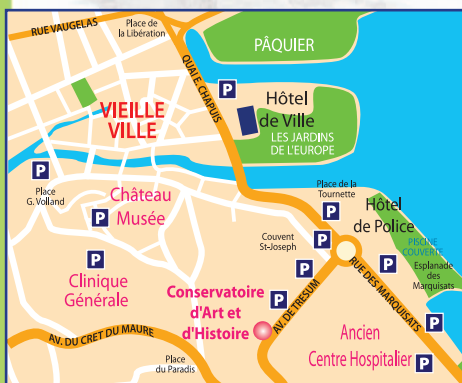 RUE VAUGELAS
Place de
la Libération
PÂQUIER
QUAI E. CHAPUIS
P
Hôtel
de Ville
LES JARDINS
DE L'EUROPE
VIEILLE
VILLE
P
Place
G. Volland
Château
Musée
P
Place de la
Tournette
P
Hôtel
de Police
Couvent
St-Joseph
P
PISCINE
COUVERTE
Esplanade
des
Marquisats
P
Clinique
Générale
P
P
RUE DES MARQUISATS
Conservatoire
d'Art et
d'Histoire
AV. DE TRESUM
P
AV. DU CRET DU MAURE
Place
du Paradis
Ancien
Centre Hospitalier
P